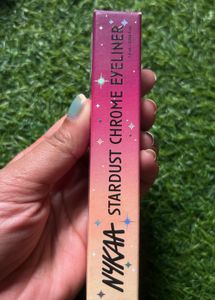 NYKAA
STARDUST CHROME EYELINER